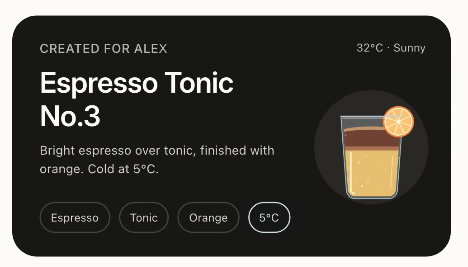 CREATED FOR ALEX
32°C · Sunny
Espresso Tonic
No.3
Bright espresso over tonic, finished with
orange. Cold at 5°C.
Espresso
Tonic
Orange
5°C